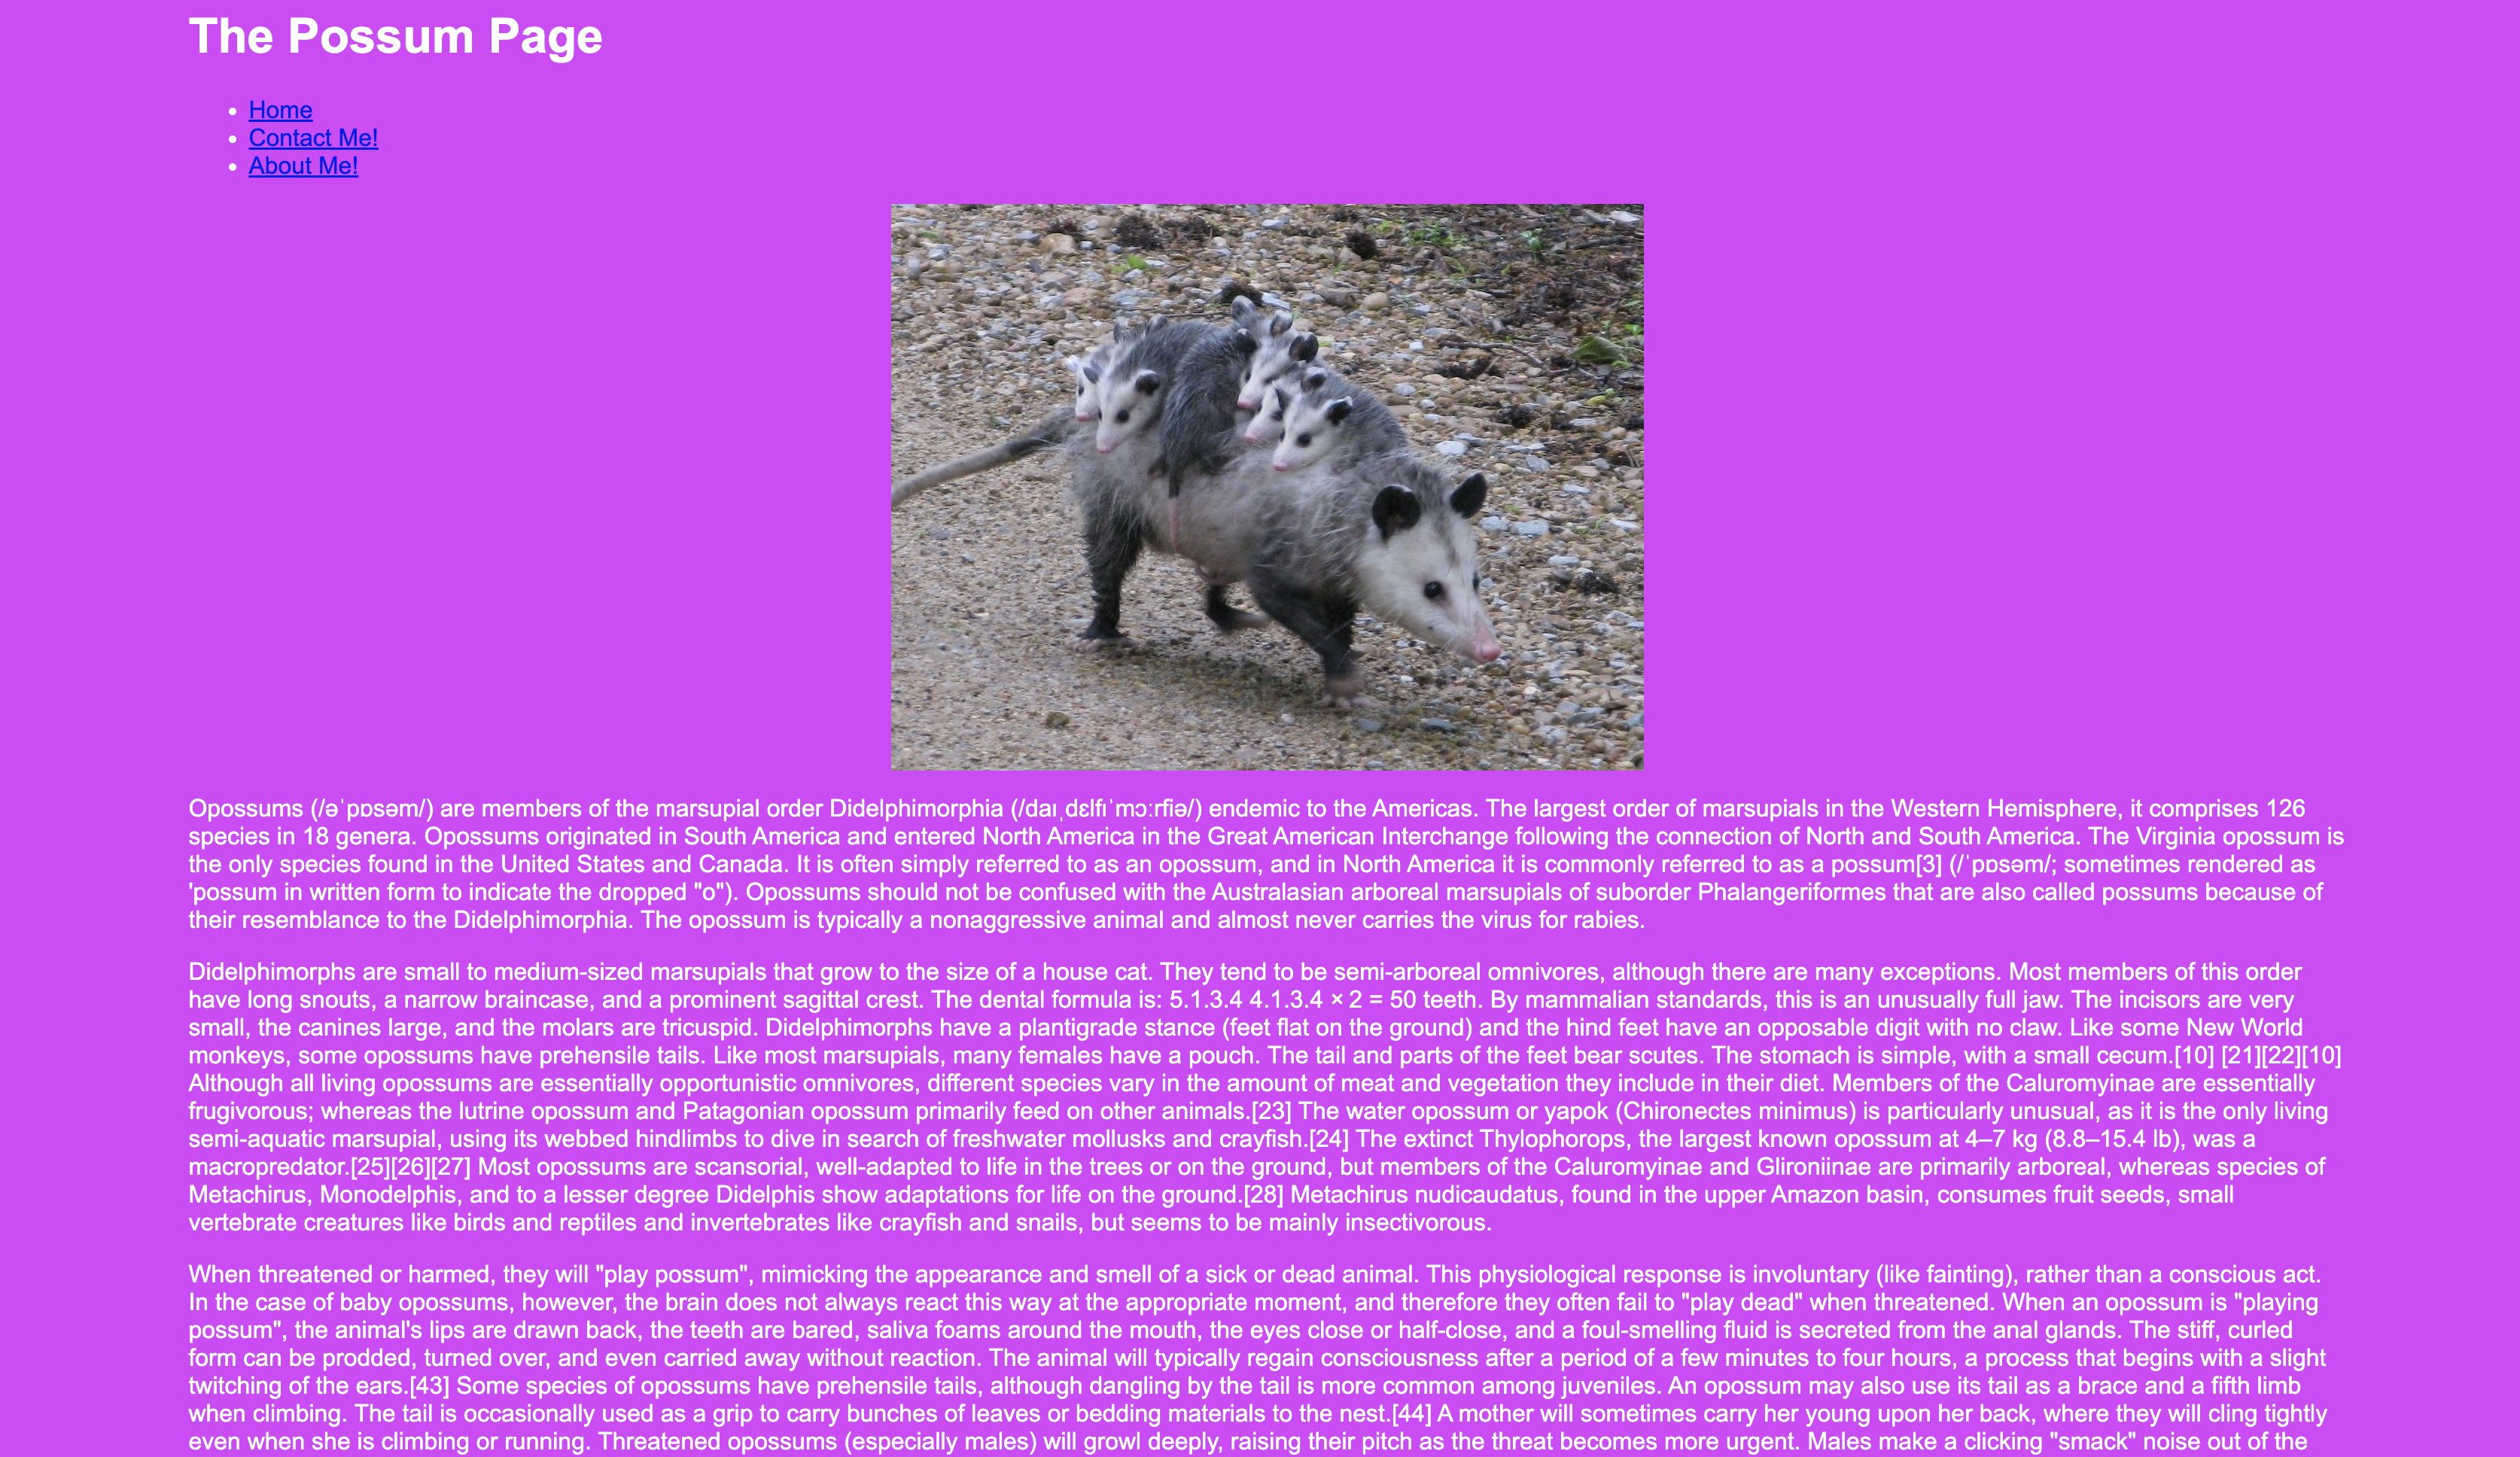 The Possum Page
Home
Contact Me!
About Me!
Opossums (/əˈpɒsəm/) are members of the marsupial order Didelphimorphia (/daɪˌdɛlfɪˈmɔːrfiə/) endemic to the Americas. The largest order of marsupials in the Western Hemisphere, it comprises 126
species in 18 genera. Opossums originated in South America and entered North America in the Great American Interchange following the connection of North and South America. The Virginia opossum is
the only species found in the United States and Canada. It is often simply referred to as an opossum, and in North America it is commonly referred to as a possum[3] (/ˈpɒsəm/; sometimes rendered as
'possum in written form to indicate the dropped "o"). Opossums should not be confused with the Australasian arboreal marsupials of suborder Phalangeriformes that are also called possums because of
their resemblance to the Didelphimorphia. The opossum is typically a nonaggressive animal and almost never carries the virus for rabies.
Didelphimorphs are small to medium-sized marsupials that grow to the size of a house cat. They tend to be semi-arboreal omnivores, although there are many exceptions. Most members of this order
have long snouts, a narrow braincase, and a prominent sagittal crest. The dental formula is: 5.1.3.4 4.1.3.4 × 2 = 50 teeth. By mammalian standards, this is an unusually full jaw. The incisors are very
small, the canines large, and the molars are tricuspid. Didelphimorphs have a plantigrade stance (feet flat on the ground) and the hind feet have an opposable digit with no claw. Like some New World
monkeys, some opossums have prehensile tails. Like most marsupials, many females have a pouch. The tail and parts of the feet bear scutes. The stomach is simple, with a small cecum.[10] [21][22][10]
Although all living opossums are essentially opportunistic omnivores, different species vary in the amount of meat and vegetation they include in their diet. Members of the Caluromyinae are essentially
frugivorous; whereas the lutrine opossum and Patagonian opossum primarily feed on other animals.[23] The water opossum or yapok (Chironectes minimus) is particularly unusual, as it is the only living
semi-aquatic marsupial, using its webbed hindlimbs to dive in search of freshwater mollusks and crayfish.[24] The extinct Thylophorops, the largest known opossum at 4–7 kg (8.8–15.4 lb), was a
macropredator.[25][26][27] Most opossums are scansorial, well-adapted to life in the trees or on the ground, but members of the Caluromyinae and Glironiinae are primarily arboreal, whereas species of
Metachirus, Monodelphis, and to a lesser degree Didelphis show adaptations for life on the ground.[28] Metachirus nudicaudatus, found in the upper Amazon basin, consumes fruit seeds, small
vertebrate creatures like birds and reptiles and invertebrates like crayfish and snails, but seems to be mainly insectivorous.
When threatened or harmed, they will "play possum", mimicking the appearance and smell of a sick or dead animal. This physiological response is involuntary (like fainting), rather than a conscious act.
In the case of baby opossums, however, the brain does not always react this way at the appropriate moment, and therefore they often fail to "play dead" when threatened. When an opossum is "playing
possum", the animal's lips are drawn back, the teeth are bared, saliva foams around the mouth, the eyes close or half-close, and a foul-smelling fluid is secreted from the anal glands. The stiff, curled
form can be prodded, turned over, and even carried away without reaction. The animal will typically regain consciousness after a period of a few minutes to four hours, a process that begins with a slight
twitching of the ears.[43] Some species of opossums have prehensile tails, although dangling by the tail is more common among juveniles. An opossum may also use its tail as a brace and a fifth limb
when climbing. The tail is occasionally used as a grip to carry bunches of leaves or bedding materials to the nest.[44] A mother will sometimes carry her young upon her back, where they will cling tightly
even when she is climbing or running. Threatened opossums (especially males) will growl deeply, raising their pitch as the threat becomes more urgent. Males make a clicking "smack" noise out of the